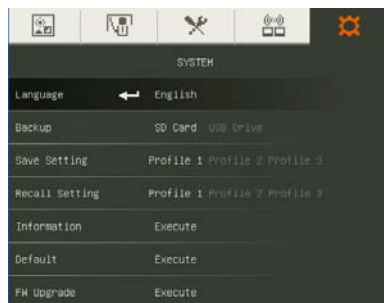 SYSTEM
Language English
Backup SD Card USB Drive
Save Setting Profile 1 Profile 2 Profile 3
Recall Setting Profile 1 Profile 2 Profile 3
Information Execute
Default Execute
FW Upgrade Execute